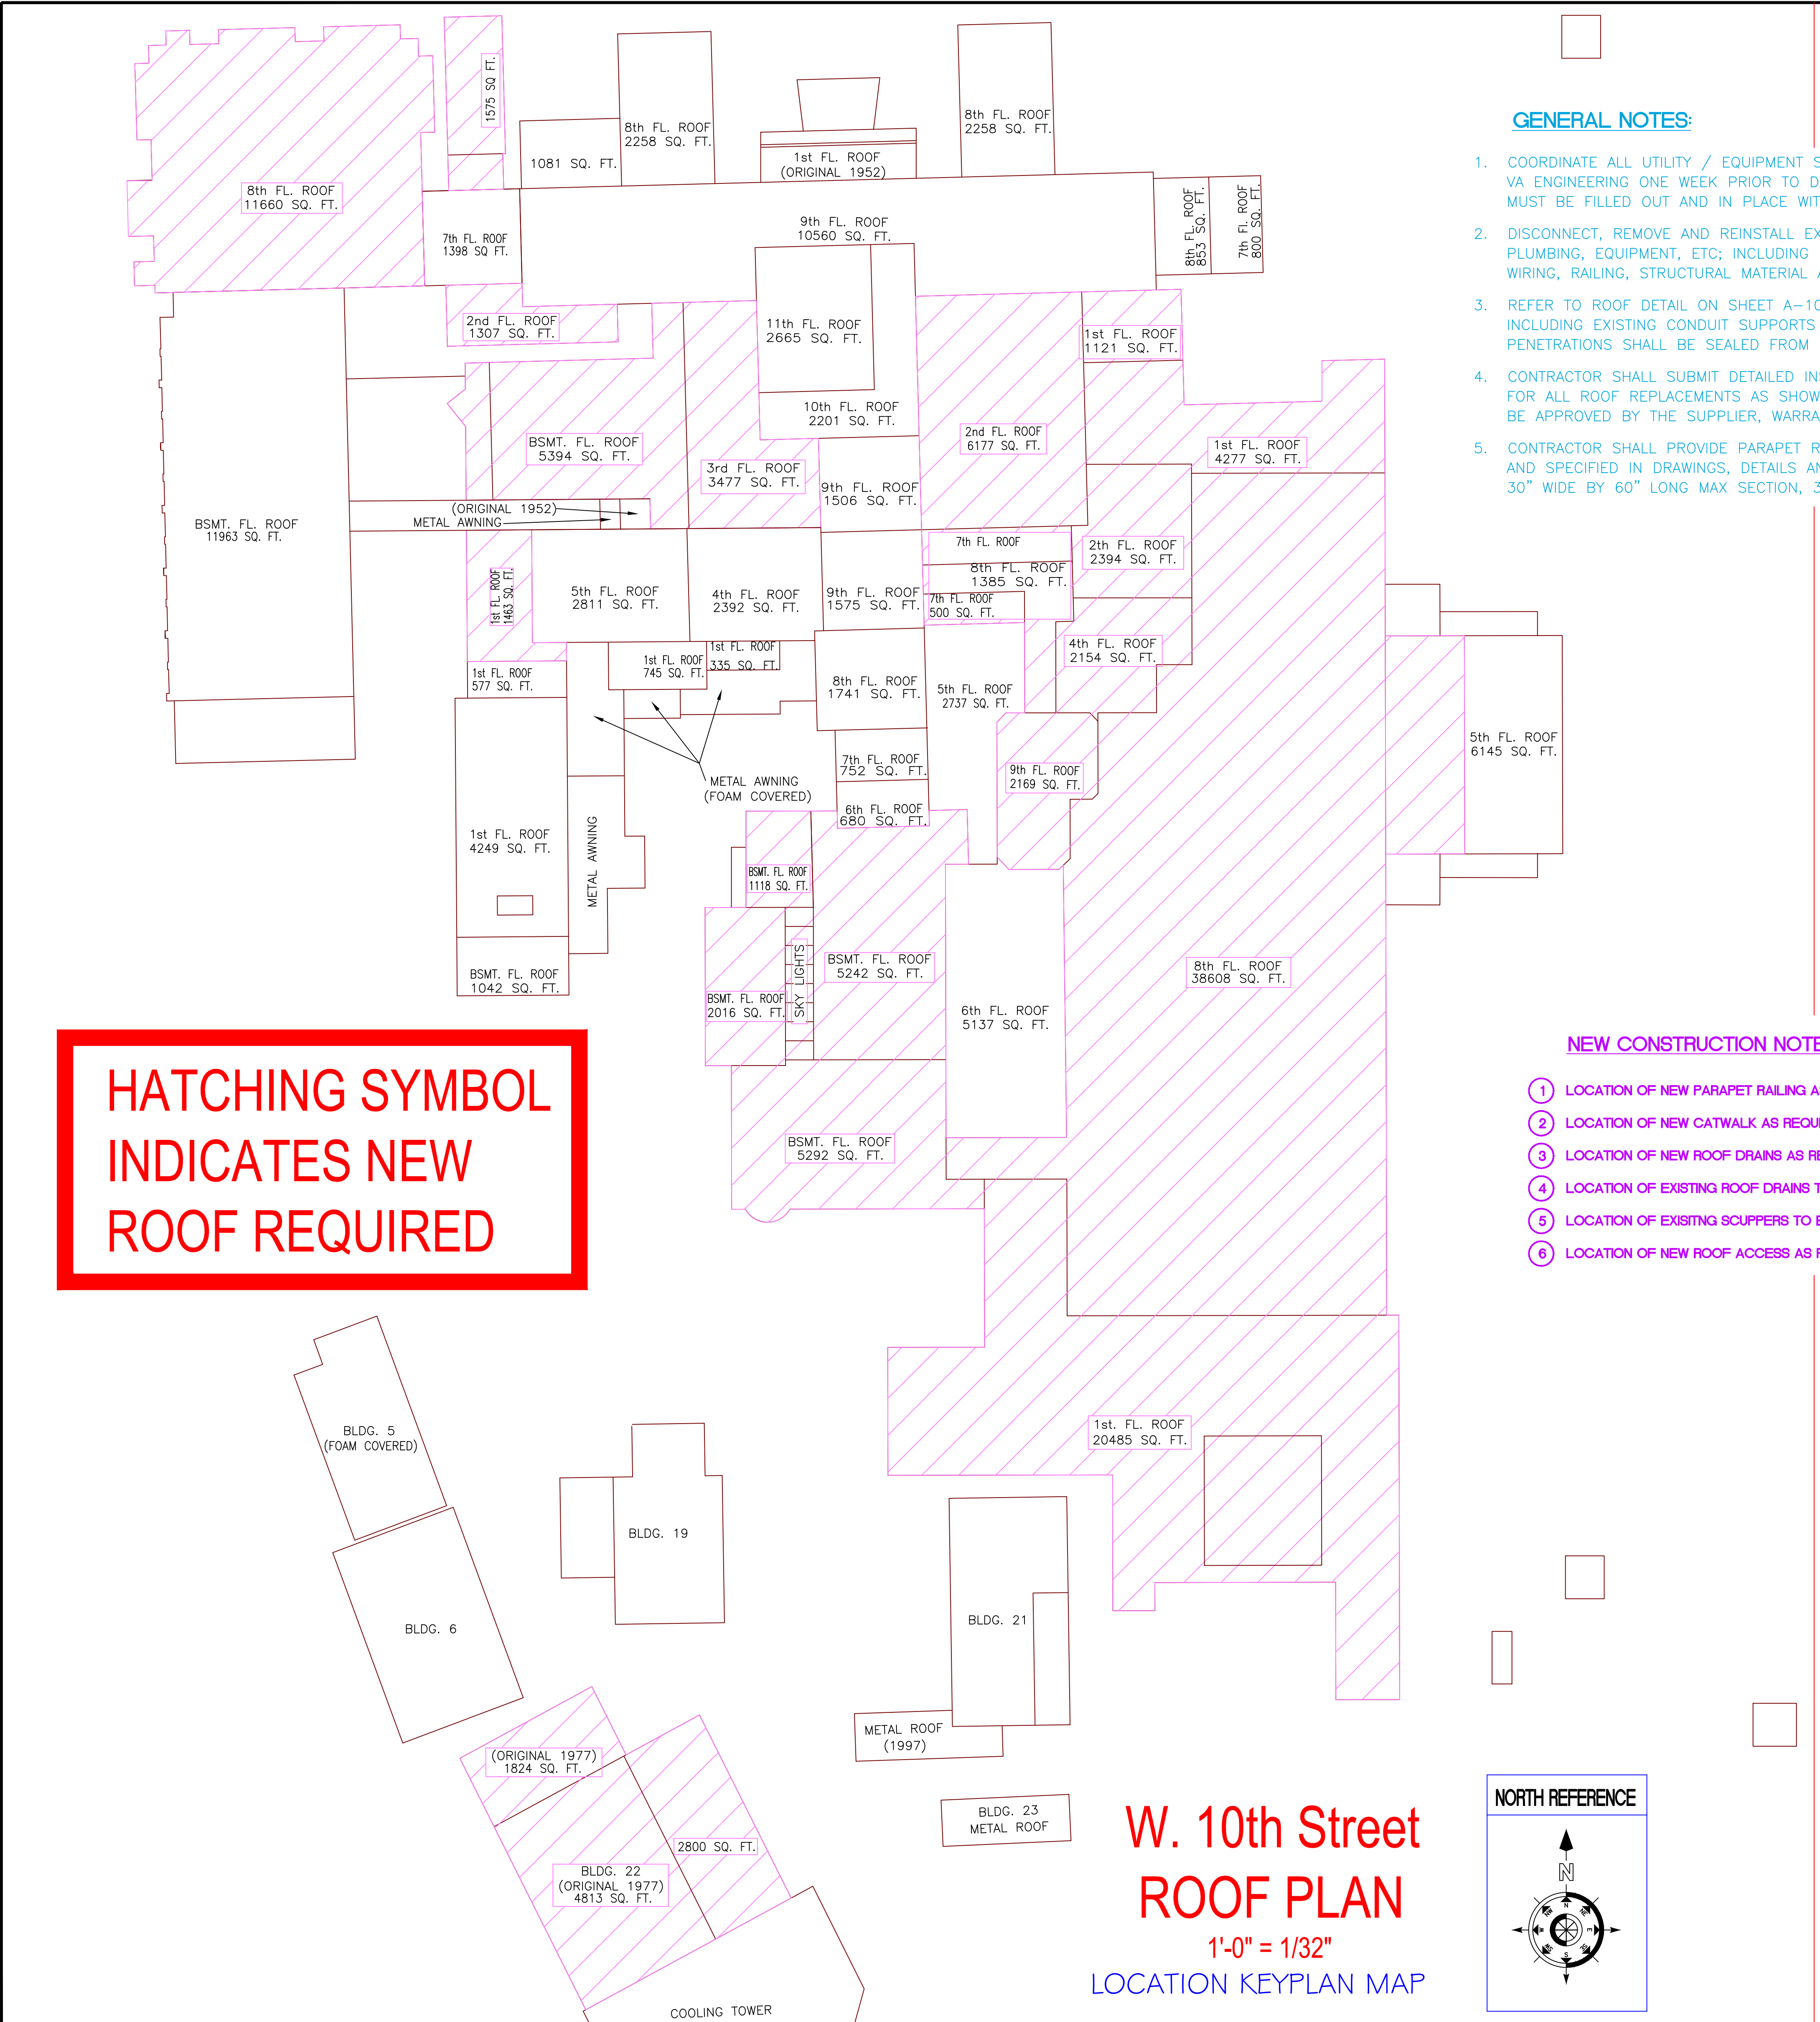 1575 SQ FT.
8th FL. ROOF
2258 SQ. FT.
8th FL. ROOF
2258 SQ. FT.
1081 SQ. FT.
1st FL. ROOF
(ORIGINAL 1952)
8th FL. ROOF
11660 SQ. FT.
7th FL. ROOF
1398 SQ FT.
9th FL. ROOF
10560 SQ. FT.
8th FL. ROOF
853 SQ. FT.
7th Fl. ROOF
800 SQ. FT.
2nd FL. ROOF
1307 SQ. FT.
11th FL. ROOF
2665 SQ. FT.
1st FL. ROOF
1121 SQ. FT.
10th FL. ROOF
2201 SQ. FT.
BSMT. FL. ROOF
5394 SQ. FT.
3rd FL. ROOF
3477 SQ. FT.
2nd FL. ROOF
6177 SQ. FT.
1st FL. ROOF
4277 SQ. FT.
9th FL. ROOF
1506 SQ. FT.
(ORIGINAL 1952)
METAL AWNING
BSMT. FL. ROOF
11963 SQ. FT.
7th FL. ROOF
2th FL. ROOF
2394 SQ. FT.
8th FL. ROOF
1385 SQ. FT.
1st FL. ROOF
1463 SQ. FT.
5th FL. ROOF
2811 SQ. FT.
4th FL. ROOF
2392 SQ. FT.
9th FL. ROOF
1575 SQ. FT.
7th FL. ROOF
500 SQ. FT.
4th FL. ROOF
2154 SQ. FT.
1st FL. ROOF
577 SQ. FT.
1st FL. ROOF
745 SQ. FT.
1st FL. ROOF
335 SQ. FT.
8th FL. ROOF
1741 SQ. FT.
5th FL. ROOF
2737 SQ. FT.
5th FL. ROOF
6145 SQ. FT.
METAL AWNING
(FOAM COVERED)
7th FL. ROOF
752 SQ. FT.
9th FL. ROOF
2169 SQ. FT.
6th FL. ROOF
680 SQ. FT.
1st FL. ROOF
4249 SQ. FT.
METAL AWNING
BSMT. FL. ROOF
1118 SQ. FT.
BSMT. FL. ROOF
1042 SQ. FT.
BSMT. FL. ROOF
2016 SQ. FT.
SKY LIGHTS
BSMT. FL. ROOF
5242 SQ. FT.
6th FL. ROOF
5137 SQ. FT.
8th FL. ROOF
38608 SQ. FT.
BSMT. FL. ROOF
5292 SQ. FT.
HATCHING SYMBOL
INDICATES NEW
ROOF REQUIRED
1st. FL. ROOF
20485 SQ. FT.
BLDG. 5
(FOAM COVERED)
BLDG. 19
BLDG. 6
BLDG. 21
METAL ROOF
(1997)
(ORIGINAL 1977)
1824 SQ. FT.
BLDG. 23
METAL ROOF
2800 SQ. FT.
BLDG. 22
(ORIGINAL 1977)
4813 SQ. FT.
COOLING TOWER
GENERAL NOTES:
1. COORDINATE ALL UTILITY / EQUIPMENT S
VA ENGINEERING ONE WEEK PRIOR TO D
MUST BE FILLED OUT AND IN PLACE WIT
2. DISCONNECT, REMOVE AND REINSTALL EX
PLUMBING, EQUIPMENT, ETC; INCLUDING
WIRING, RAILING, STRUCTURAL MATERIAL A
3. REFER TO ROOF DETAIL ON SHEET A-10
INCLUDING EXISTING CONDUIT SUPPORTS
PENETRATIONS SHALL BE SEALED FROM
4. CONTRACTOR SHALL SUBMIT DETAILED IN
FOR ALL ROOF REPLACEMENTS AS SHOW
BE APPROVED BY THE SUPPLIER, WARRA
5. CONTRACTOR SHALL PROVIDE PARAPET R
AND SPECIFIED IN DRAWINGS, DETAILS AN
30" WIDE BY 60" LONG MAX SECTION, 3
NEW CONSTRUCTION NOTE
1 LOCATION OF NEW PARAPET RAILING A
2 LOCATION OF NEW CATWALK AS REQU
3 LOCATION OF NEW ROOF DRAINS AS RE
4 LOCATION OF EXISTING ROOF DRAINS T
5 LOCATION OF EXISITNG SCUPPERS TO
6 LOCATION OF NEW ROOF ACCESS AS
W. 10th Street
ROOF PLAN
1'-0" = 1/32"
LOCATION KEYPLAN MAP
NORTH REFERENCE
N
N
NE
E
SE
S
SW
W
NW